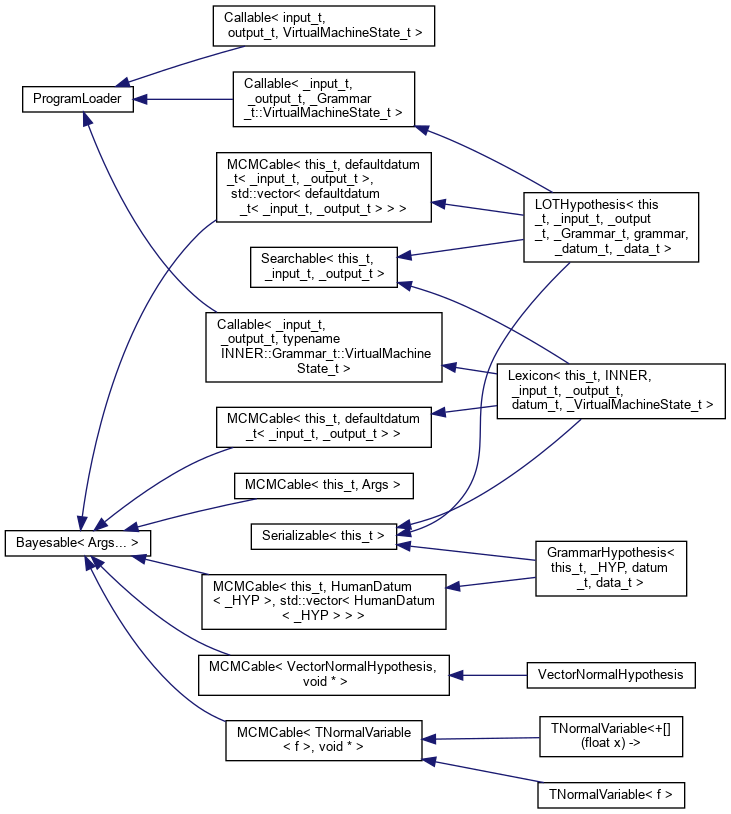 Callable< input_t,
output_t, VirtualMachineState_t >
ProgramLoader
Callable< _input_t,
_output_t, _Grammar
_t::VirtualMachineState_t >
MCMCable< this_t, defaultdatum
_t< _input_t, _output_t >,
std::vector< defaultdatum
_t< _input_t, _output_t > > >
LOTHypothesis< this
_t, _input_t, _output
_t, _Grammar_t, grammar,
_datum_t, _data_t >
Searchable< this_t,
_input_t, _output_t >
Callable< _input_t,
_output_t, typename
INNER::Grammar_t::VirtualMachine
State_t >
Lexicon< this_t, INNER,
_input_t, _output_t,
datum_t, _VirtualMachineState_t >
MCMCable< this_t, defaultdatum
_t< _input_t, _output_t > >
MCMCable< this_t, Args >
Serializable< this_t >
Bayesable< Args... >
GrammarHypothesis<
this_t, _HYP, datum
_t, data_t >
MCMCable< this_t, HumanDatum
< _HYP >, std::vector< HumanDatum
< _HYP > > >
MCMCable< VectorNormalHypothesis,
void * >
VectorNormalHypothesis
MCMCable< TNormalVariable
< f >, void * >
TNormalVariable<+[]
(float x) ->
TNormalVariable< f >